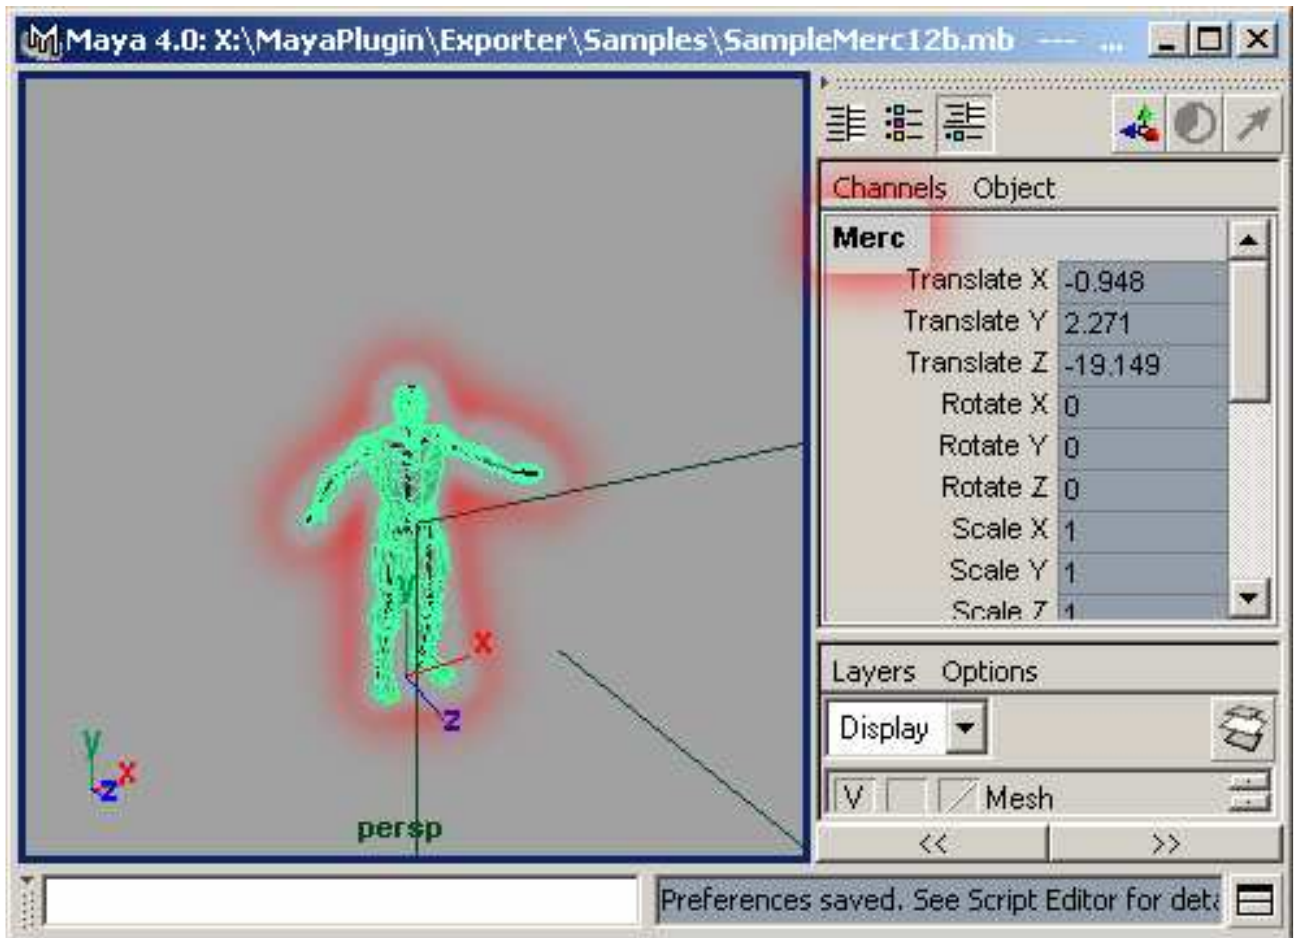 Maya 4.0: X:\MayaPlugin\Exporter\Samples\SampleMerc12b.mb --- ...
Channels Object
Merc
Translate X -0.948
Translate Y 2.271
Translate Z -19.149
Rotate X 0
Rotate Y 0
Rotate Z 0
Scale X 1
Scale Y 1
Scale Z 1
Y
X
Z
y
x
z
persp
Layers Options
Display
V Mesh
<< >>
Preferences saved. See Script Editor for deta